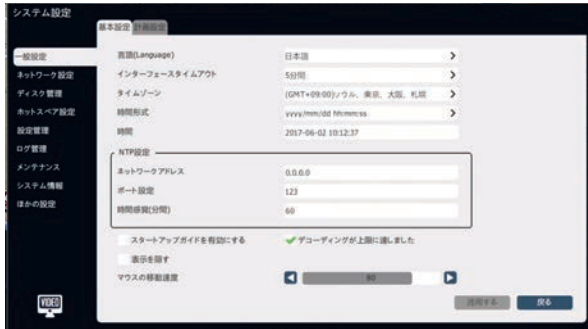 システム設定
基本設定 計画設定
一般設定
ネットワーク設定
ディスク管理
ホットスペア設定
設定管理
ログ管理
メンテナンス
システム情報
ほかの設定
言語(Language) 日本語
インターフェースタイムアウト 5分間
タイムゾーン (GMT+09:00)ソウル、東京、大阪、札幌
時間形式 yyyy/mm/dd hh:mm:ss
時間 2017-06-02 10:12:37
NTP設定
ネットワークアドレス 0.0.0.0
ポート設定 123
時間感覚(分間) 60
スタートアップガイドを有効にする デコーディングが上限に達しました
表示を隠す
マウスの移動速度 80
適用する 戻る
VIDEO